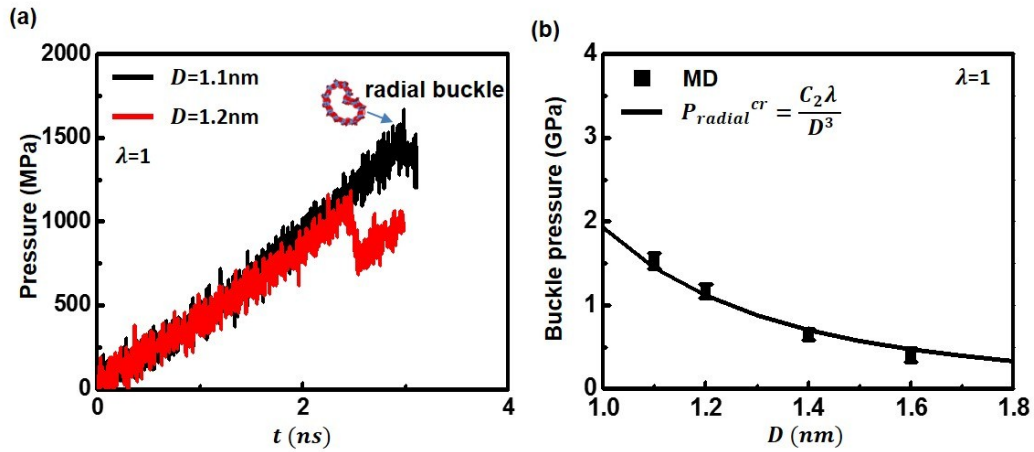 (a)
2000
1500
1000
500
0
Pressure (MPa)
D=1.1nm
D=1.2nm
λ=1
radial buckle
0 2 4
t (ns)
(b)
4
3
2
1
0
Buckle pressure (GPa)
MD
λ=1
P_radial^cr = C₂λ / D³
1.0 1.2 1.4 1.6 1.8
D (nm)